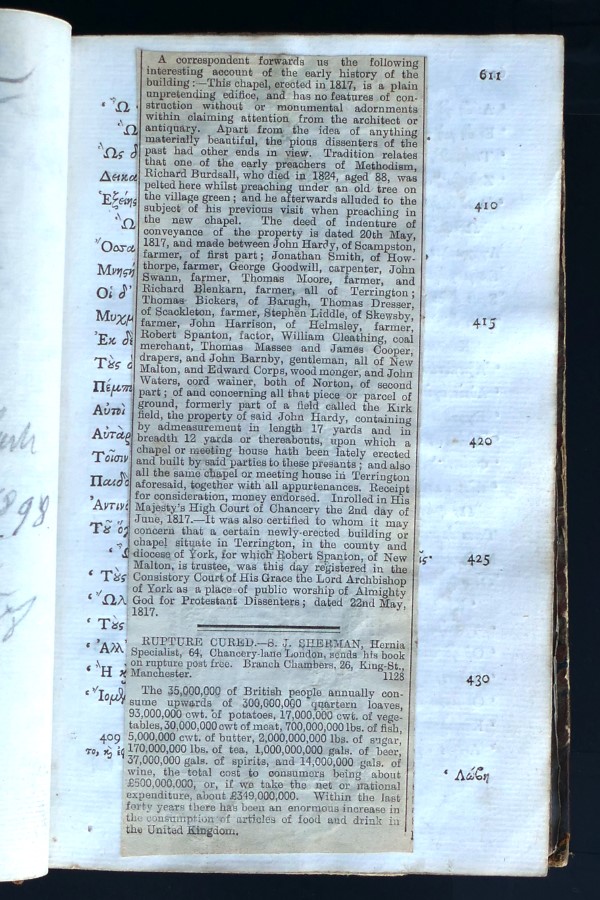 611
A correspondent forwards us the following
interesting account of the early history of the
building:—This chapel, erected in 1817, is a plain
unpretending edifice, and has no features of con-
struction without or monumental adornments
within claiming attention from the architect or
antiquary. Apart from the idea of anything
materially beautiful, the pious dissenters of the
past had other ends in view. Tradition relates
that one of the early preachers of Methodism,
Richard Burdsall, who died in 1824, aged 88, was
pelted here whilst preaching under an old tree on
the village green; and he afterwards alluded to the
subject of his previous visit when preaching in
the new chapel. The deed of indenture of
conveyance of the property is dated 20th May,
1817, and made between John Hardy, of Scampston,
farmer, of first part; Jonathan Smith, of How-
thorpe, farmer, George Goodwill, carpenter, John
Swann, farmer, Thomas Moore, farmer, and
Richard Blenkarn, farmer, all of Terrington;
Thomas Bickers, of Barugh, Thomas Dresser,
of Scackleton, farmer, Stephen Liddle, of Skewsby,
farmer, John Harrison, of Helmsley, farmer,
Robert Spanton, factor, William Cleathing, coal
merchant, Thomas Massee and James Cooper,
drapers, and John Barnby, gentleman, all of New
Malton, and Edward Corps, wood monger, and John
Waters, cord wainer, both of Norton, of second
part; of and concerning all that piece or parcel of
ground, formerly part of a field called the Kirk
field, the property of said John Hardy, containing
by admeasurement in length 17 yards and in
breadth 12 yards or thereabouts, upon which a
chapel or meeting house hath been lately erected
and built by said parties to these presants; and also
all the same chapel or meeting house in Terrington
aforesaid, together with all appurtenances. Receipt
for consideration, money endorsed. Inrolled in His
Majesty's High Court of Chancery the 2nd day of
June, 1817.—It was also certified to whom it may
concern that a certain newly-erected building or
chapel situate in Terrington, in the county and
diocese of York, for which Robert Spanton, of New
Malton, is trustee, was this day registered in the
Consistory Court of His Grace the Lord Archbishop
of York as a place of public worship of Almighty
God for Protestant Dissenters; dated 22nd May,
1817.
RUPTURE CURED.—S. J. SHERMAN, Hernia
Specialist, 64, Chancery-lane London, sends his book
on rupture post free. Branch Chambers, 26, King-St.,
Manchester. 1128
The 35,000,000 of British people annually con-
sume upwards of 300,000,000 quartern loaves,
93,000,000 cwt. of potatoes, 17,000,000 cwt. of vege-
tables, 30,000,000 cwt of meat, 700,000,000 lbs. of fish,
5,000,000 cwt. of butter, 2,000,000,000 lbs. of sugar,
170,000,000 lbs. of tea, 1,000,000,000 gals. of beer,
37,000,000 gals. of spirits, and 14,000,000 gals. of
wine, the total cost to consumers being about
£500,000,000, or, if we take the net or national
expenditure, about £349,000,000. Within the last
forty years there has been an enormous increase in
the consumption of articles of food and drink in
the United Kingdom.
410
415
420
425
430
Ὡς
Οἱ δ'
Ἐκ
Τὺς
409
898